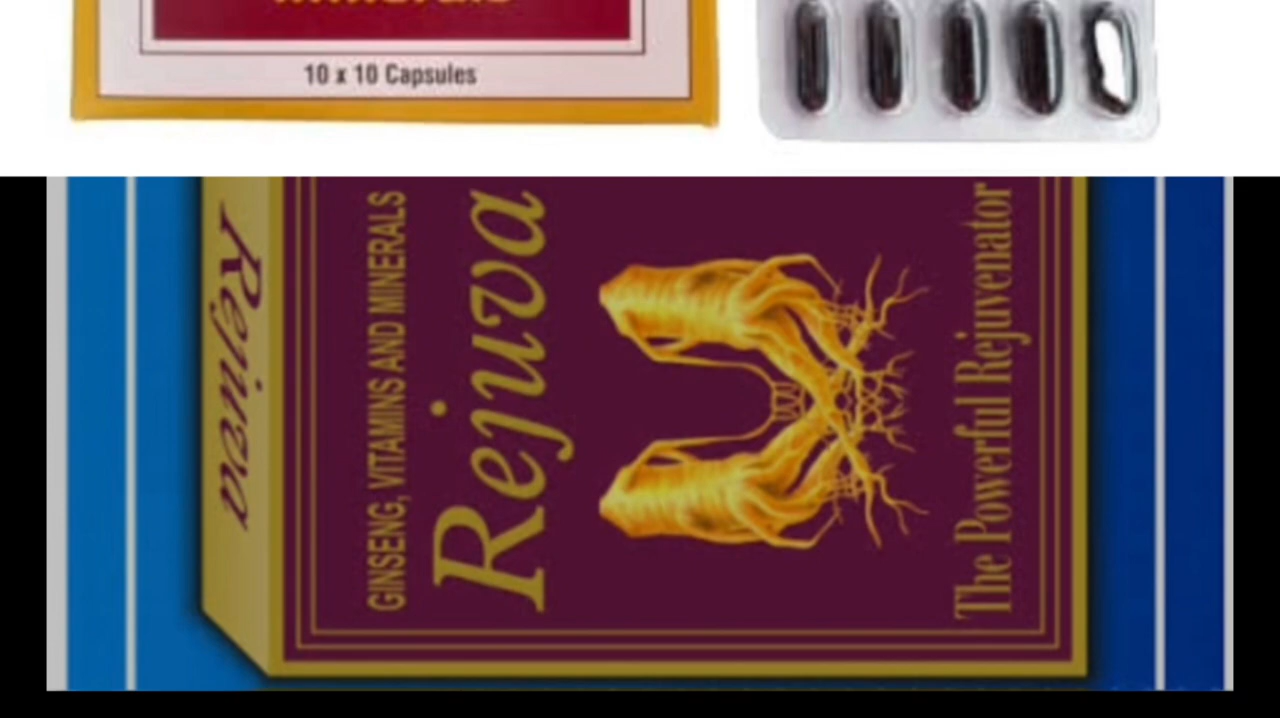 10 x 10 Capsules
Rejuva
GINSENG, VITAMINS AND MINERALS
Rejuva
The Powerful Rejuvenator